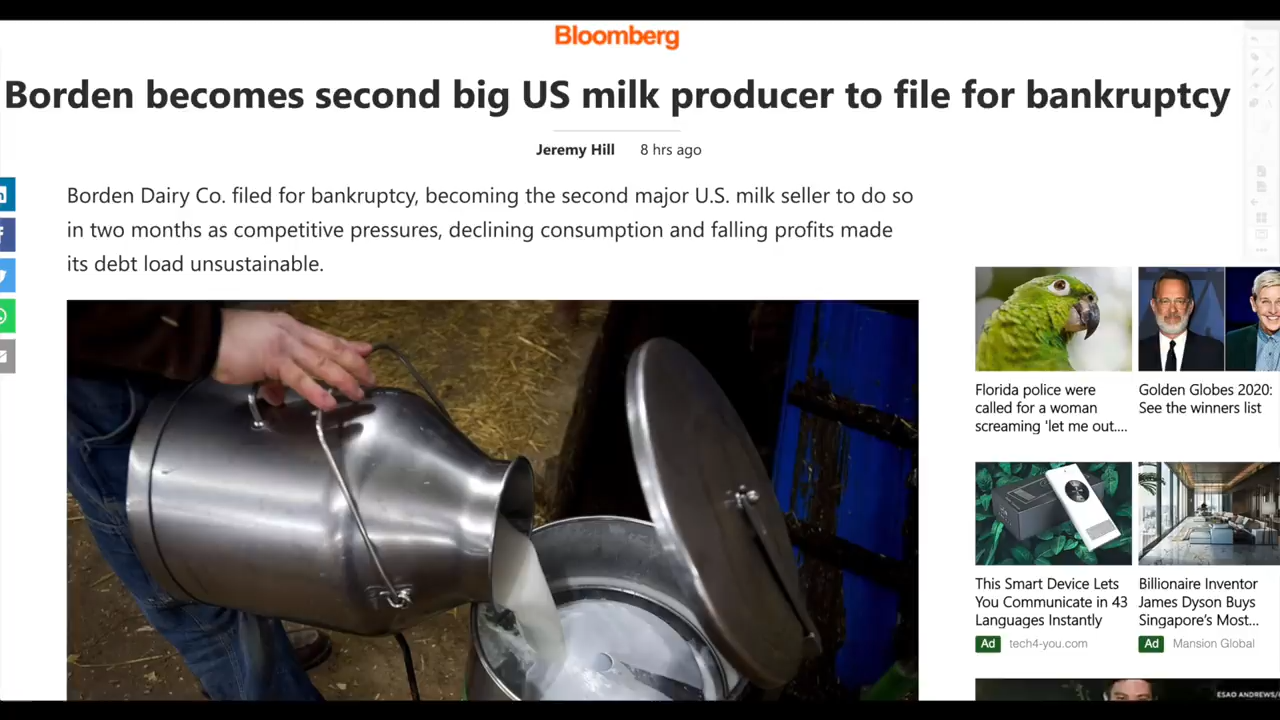 Bloomberg
Borden becomes second big US milk producer to file for bankruptcy
Jeremy Hill 8 hrs ago
Borden Dairy Co. filed for bankruptcy, becoming the second major U.S. milk seller to do so
in two months as competitive pressures, declining consumption and falling profits made
its debt load unsustainable.
Florida police were
called for a woman
screaming 'let me out....
Golden Globes 2020:
See the winners list
This Smart Device Lets
You Communicate in 43
Languages Instantly
Ad tech4-you.com
Billionaire Inventor
James Dyson Buys
Singapore's Most...
Ad Mansion Global
ESAO ANDREWS/